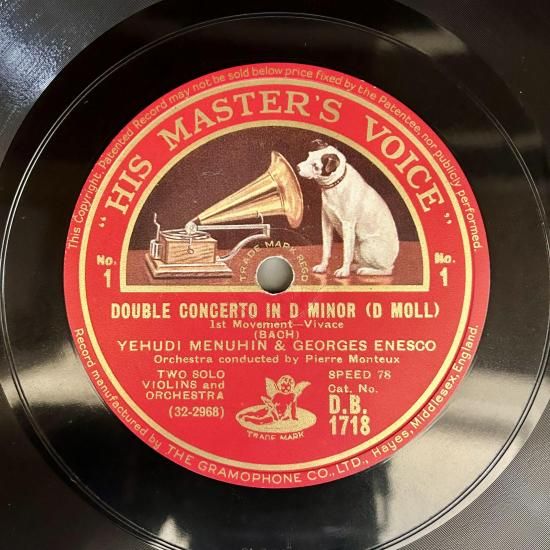 This Copyright. Patented Record may not be sold below price fixed by the Patentee, nor publicly performed.
"HIS MASTER'S VOICE"
TRADE MARK REGD
No. 1
No. 1
DOUBLE CONCERTO IN D MINOR (D MOLL)
1st Movement—Vivace
(BACH)
YEHUDI MENUHIN & GEORGES ENESCO
Orchestra conducted by Pierre Monteux
TWO SOLO
VIOLINS and
ORCHESTRA
(32-2968)
SPEED 78
Cat. No.
D.B.
1718
TRADE MARK
Record manufactured by THE GRAMOPHONE CO., LTD., Hayes, Middlesex, England.